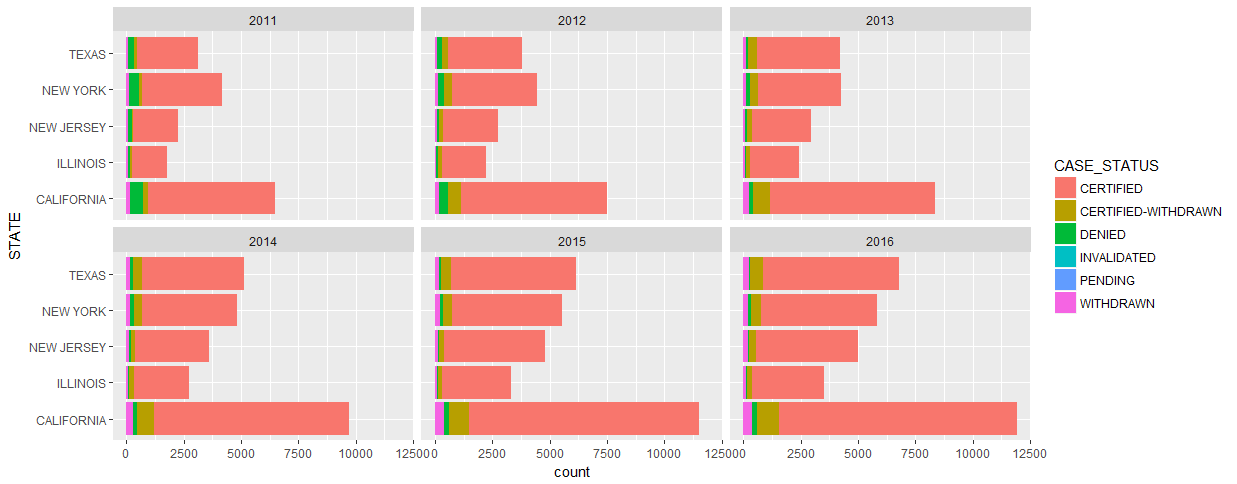 2011 2012 2013
TEXAS
NEW YORK
NEW JERSEY
ILLINOIS
CALIFORNIA
2014 2015 2016
TEXAS
NEW YORK
NEW JERSEY
ILLINOIS
CALIFORNIA
0 2500 5000 7500 10000 12500 0 2500 5000 7500 10000 12500 0 2500 5000 7500 10000 12500
count
STATE
CASE_STATUS
CERTIFIED
CERTIFIED-WITHDRAWN
DENIED
INVALIDATED
PENDING
WITHDRAWN